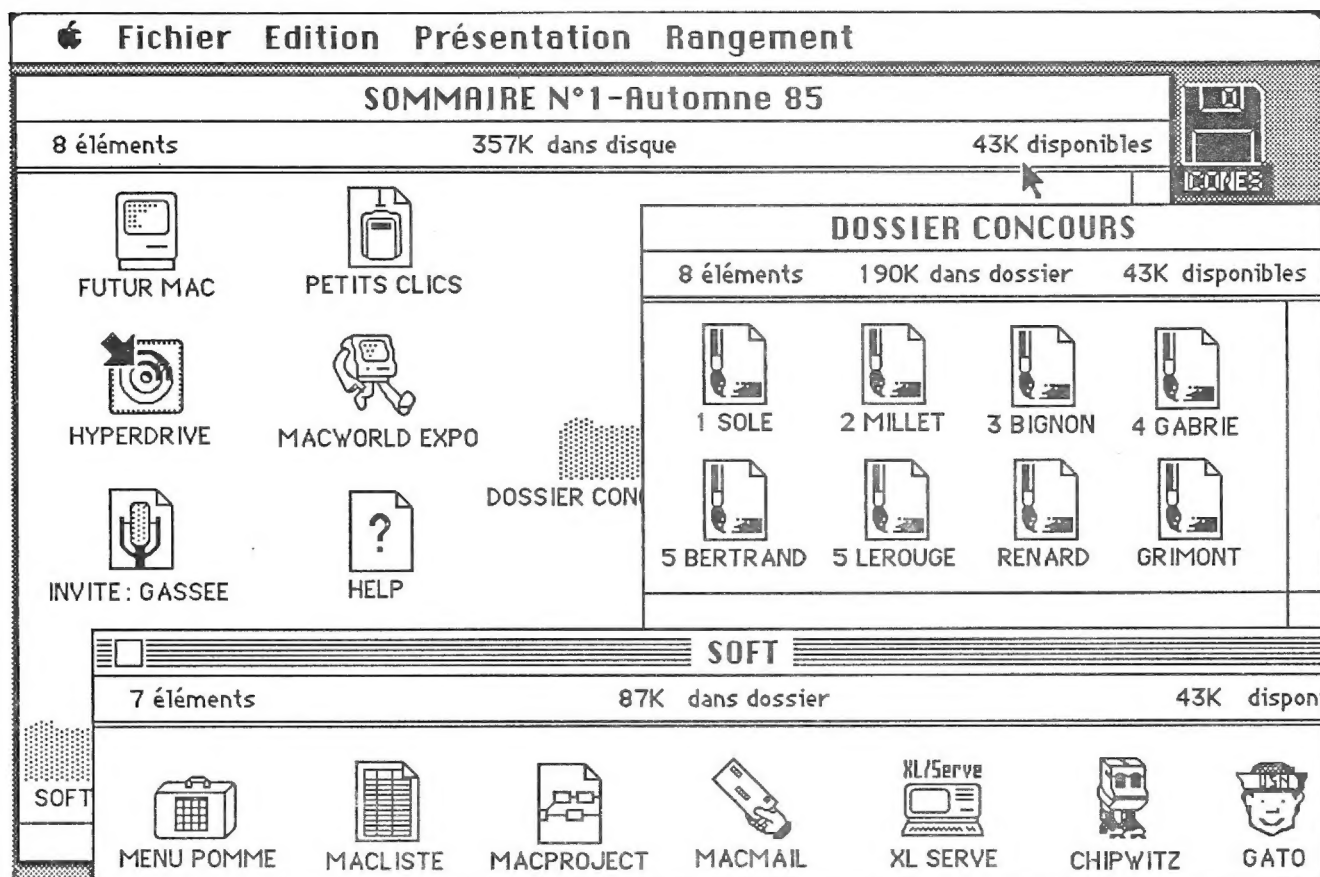 Fichier Edition Présentation Rangement
SOMMAIRE N°1-Automne 85
8 éléments 357K dans disque 43K disponibles
ICONES
FUTUR MAC PETITS CLICS
HYPERDRIVE MACWORLD EXPO
DOSSIER CON
INVITE : GASSEE HELP
SOFT
DOSSIER CONCOURS
8 éléments 190K dans dossier 43K disponibles
1 SOLE 2 MILLET 3 BIGNON 4 GABRIE
5 BERTRAND 5 LEROUGE RENARD GRIMONT
SOFT
7 éléments 87K dans dossier 43K dispon
XL/Serve
USN
MENU POMME MACLISTE MACPROJECT MACMAIL XL SERVE CHIPWITZ GATO